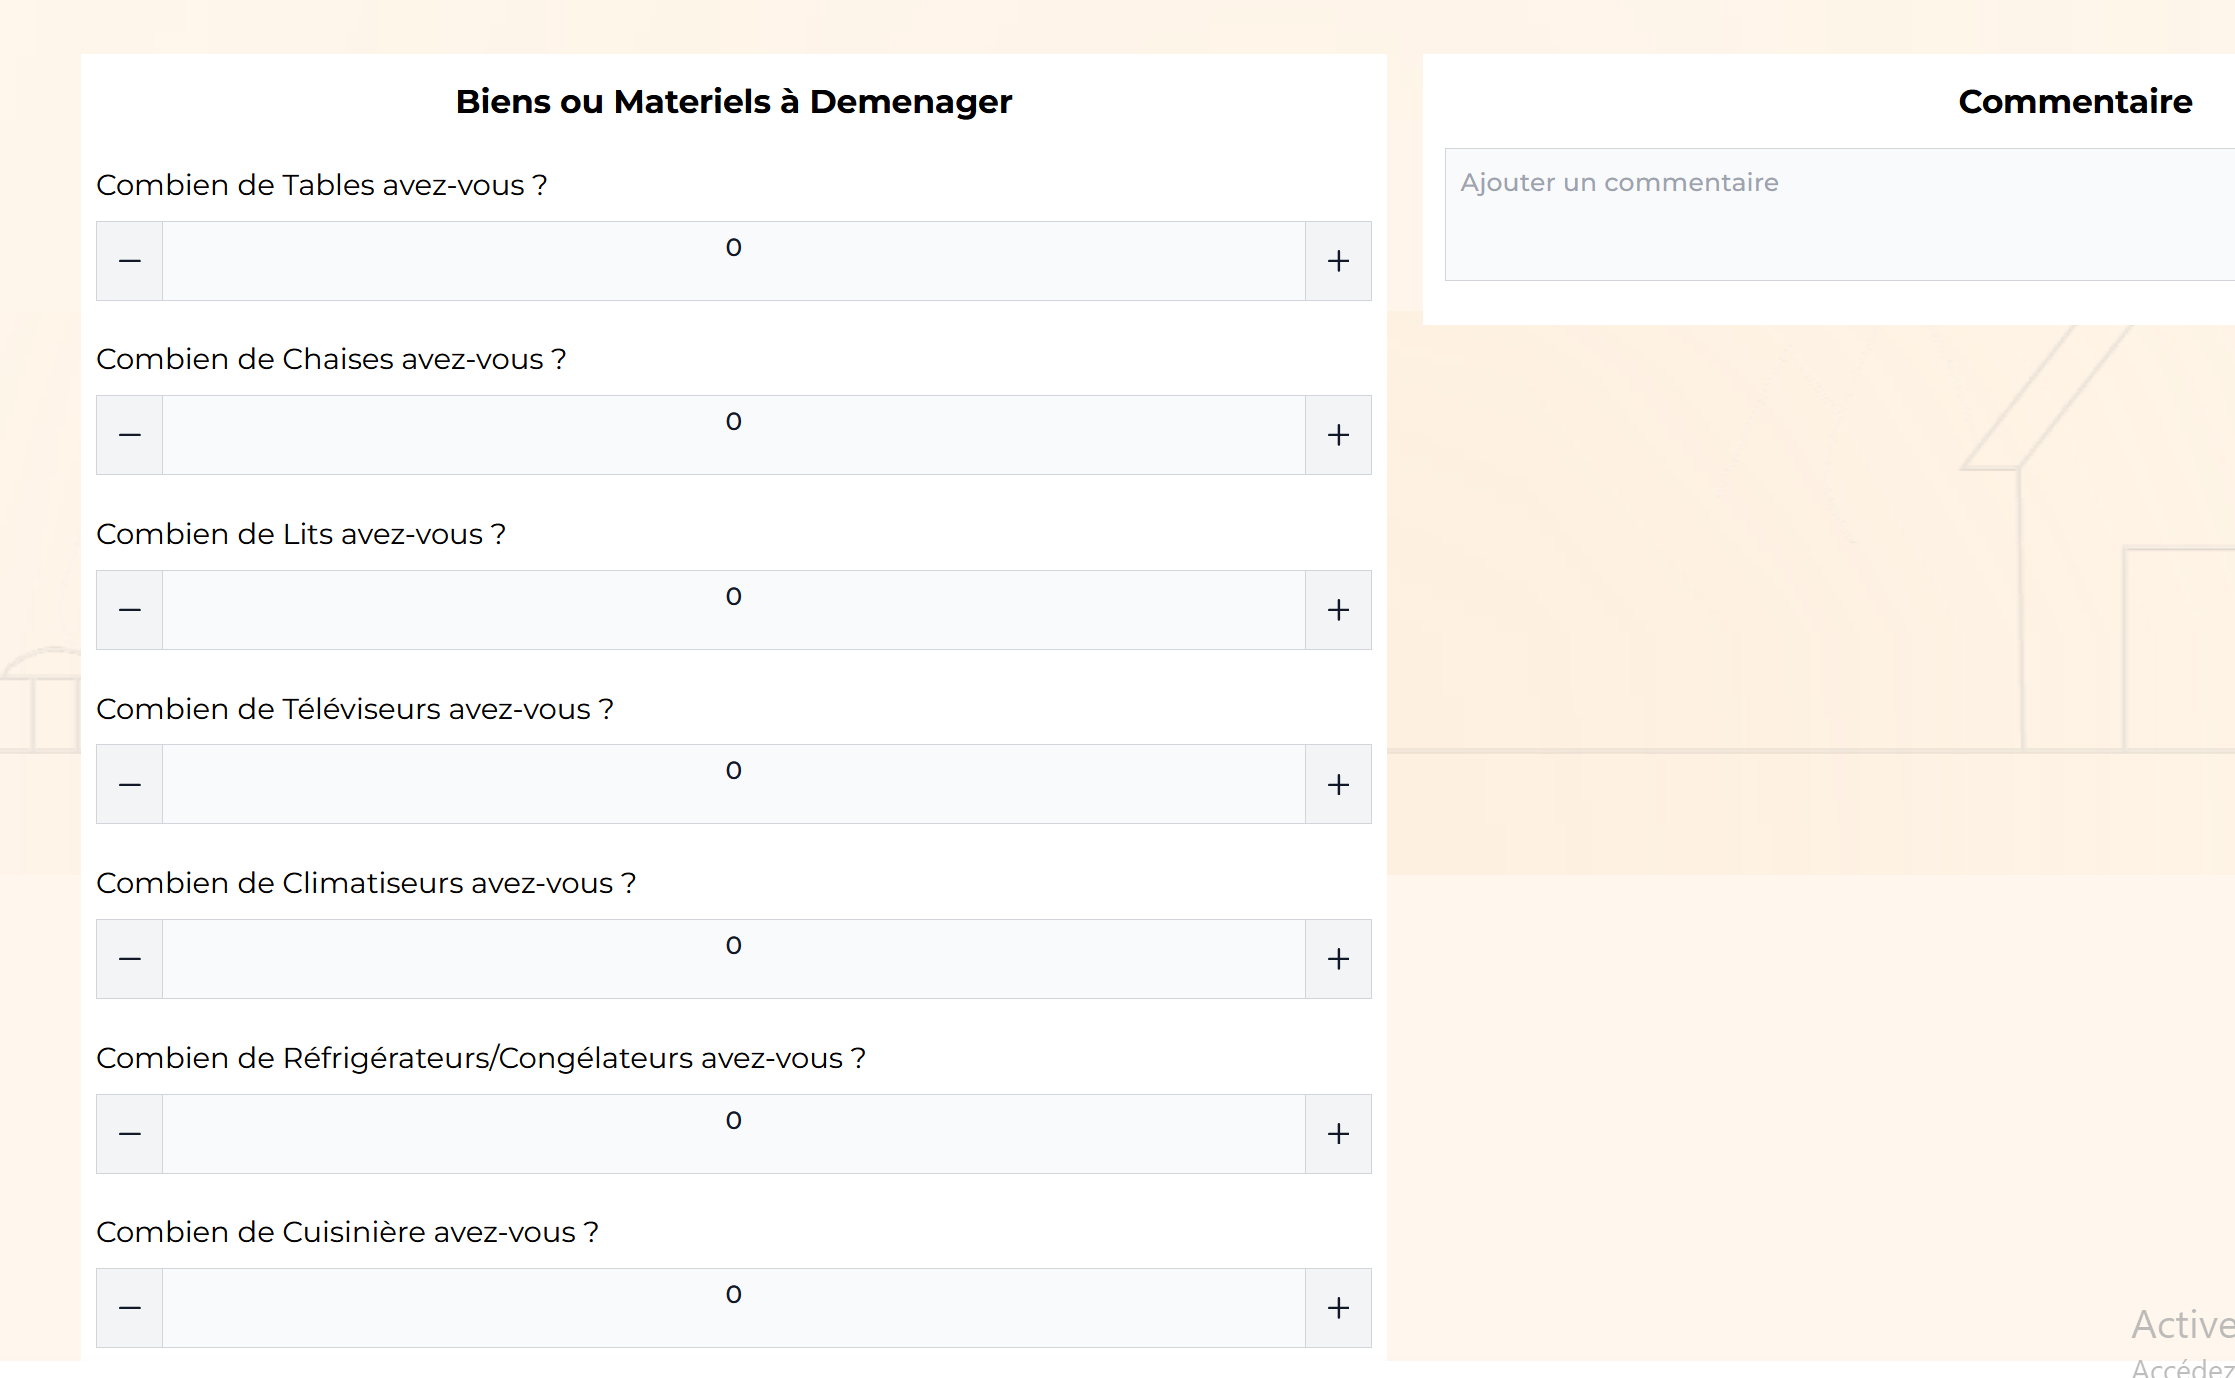 Biens ou Materiels à Demenager
Combien de Tables avez-vous ?
0
Combien de Chaises avez-vous ?
0
Combien de Lits avez-vous ?
0
Combien de Téléviseurs avez-vous ?
0
Combien de Climatiseurs avez-vous ?
0
Combien de Réfrigérateurs/Congélateurs avez-vous ?
0
Combien de Cuisinière avez-vous ?
0
Commentaire
Ajouter un commentaire
Active
Accédez